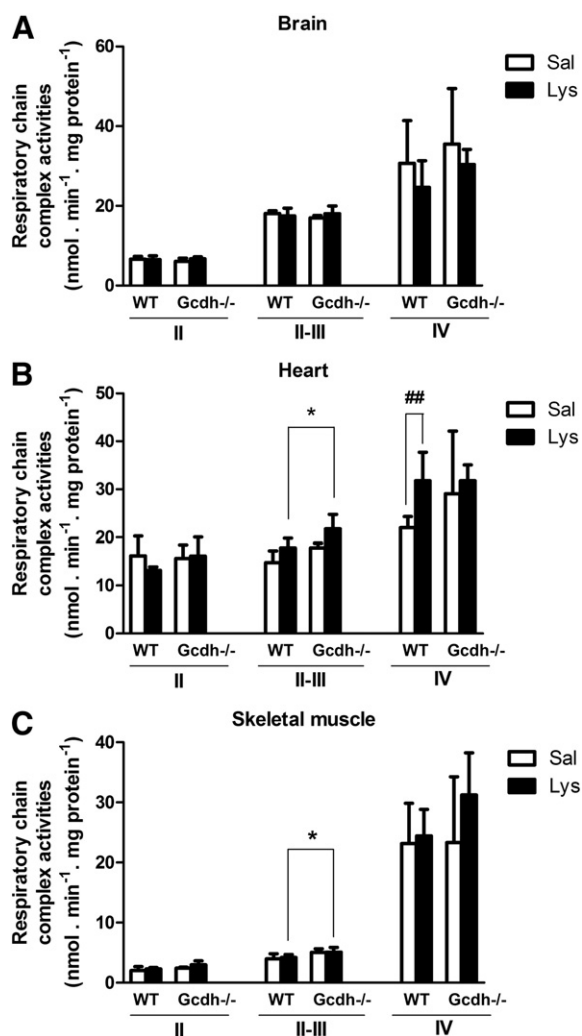 A
Brain
Respiratory chain
complex activities
(nmol . min-1. mg protein-1)
60
40
20
0
Sal
Lys
WT Gcdh-/- WT Gcdh-/- WT Gcdh-/-
II II-III IV
B
Heart
Respiratory chain
complex activities
(nmol . min-1. mg protein-1)
50
40
30
20
10
0
*
##
Sal
Lys
WT Gcdh-/- WT Gcdh-/- WT Gcdh-/-
II II-III IV
C
Skeletal muscle
Respiratory chain
complex activities
(nmol . min-1. mg protein-1)
40
30
20
10
0
*
Sal
Lys
WT Gcdh-/- WT Gcdh-/- WT Gcdh-/-
II II-III IV